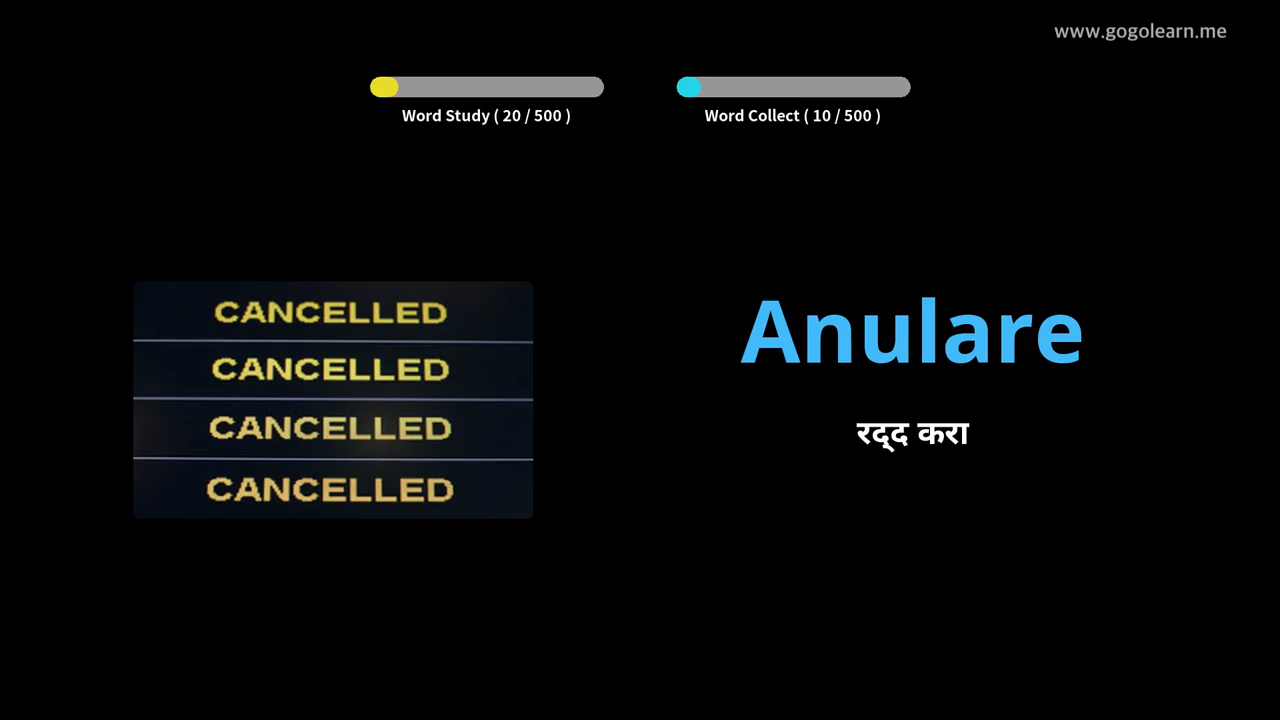 www.gogolearn.me
Word Study ( 20 / 500 )
Word Collect ( 10 / 500 )
CANCELLED
CANCELLED
CANCELLED
CANCELLED
Anulare
रद्द करा